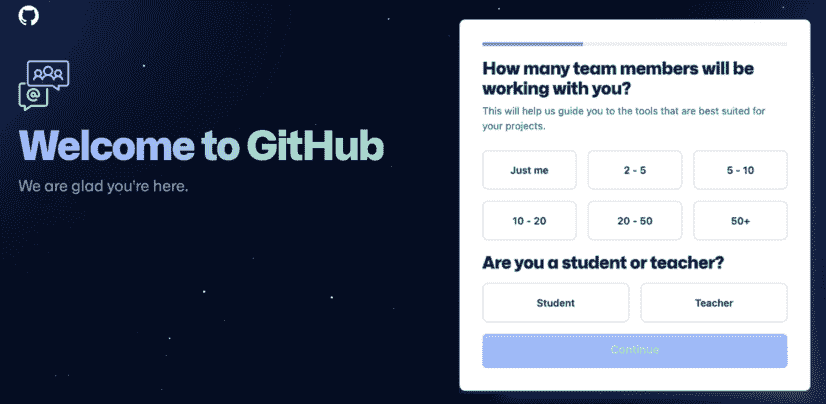 @
Welcome to GitHub
We are glad you're here.
How many team members will be
working with you?
This will help us guide you to the tools that are best suited for
your projects.
Just me
2 - 5
5 - 10
10 - 20
20 - 50
50+
Are you a student or teacher?
Student
Teacher
Continue